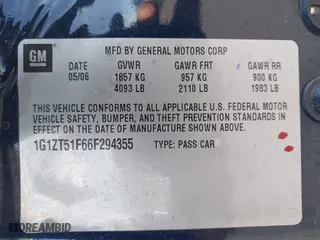 GM
MFD BY GENERAL MOTORS CORP
DATE GVWR GAWR FRT GAWR RR
05/06 1857 KG 957 KG 900 KG
4093 LB 2110 LB 1983 LB
THIS VEHICLE CONFORMS TO ALL APPLICABLE U.S. FEDERAL MOTOR
VEHICLE SAFETY, BUMPER, AND THEFT PREVENTION STANDARDS IN
EFFECT ON THE DATE OF MANUFACTURE SHOWN ABOVE.
1G1ZT51F66F294355 TYPE: PASS CAR